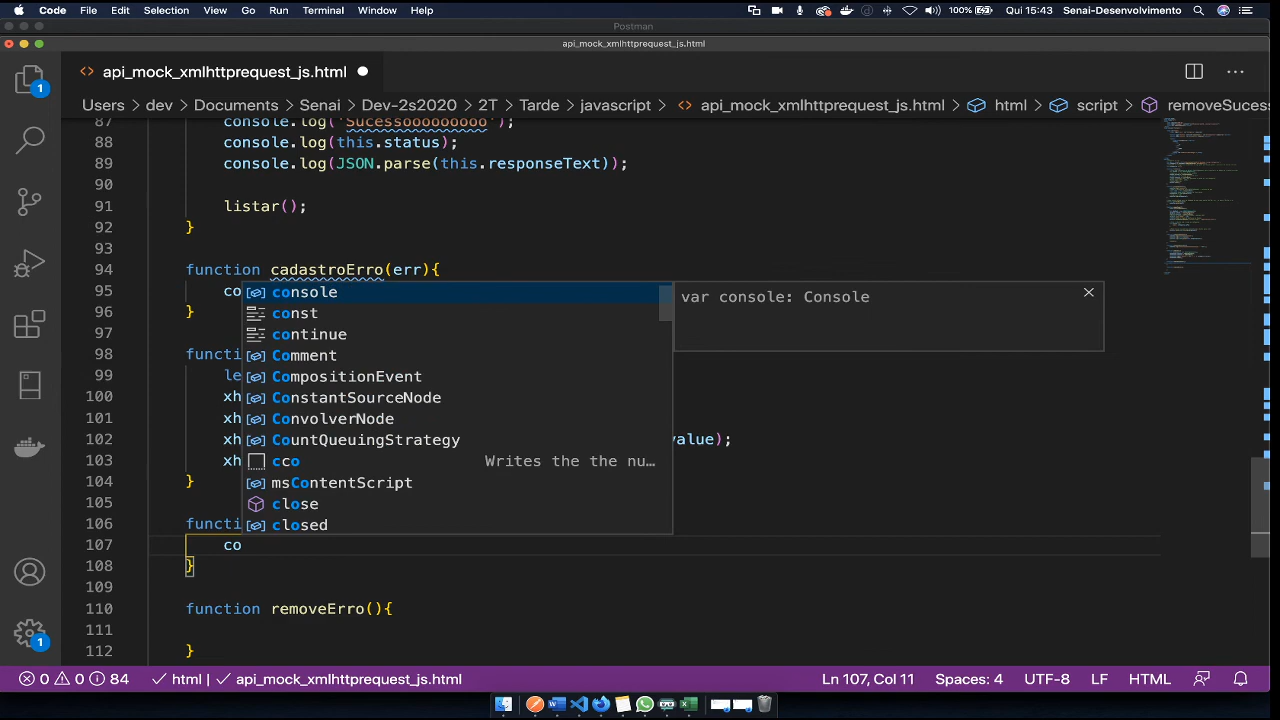 Code File Edit Selection View Go Run Terminal Window Help 100% Qui 15:43 Senai-Desenvolvimento
Postman
api_mock_xmlhttprequest_js.html
api_mock_xmlhttprequest_js.html
1
Users dev Documents Senai Dev-2s2020 2T Tarde javascript api_mock_xmlhttprequest_js.html html script removeSucess
87 console.log('Sucessooooooooo');
88 console.log(this.status);
89 console.log(JSON.parse(this.responseText));
90
91 listar();
92 }
93
94 function cadastroErro(err){
95 co
console
var console: Console
96 }
const
97
continue
98 functi
Comment
99 le
CompositionEvent
100 xh
ConstantSourceNode
101 xh
ConvolverNode
102 xh
CountQueuingStrategy
value);
103 xh
cco Writes the the nu…
104 }
msContentScript
105
close
106 functi
closed
107 co
108 }
109
110 function removeErro(){
111
112 }
1
0 0 84 html api_mock_xmlhttprequest_js.html Ln 107, Col 11 Spaces: 4 UTF-8 LF HTML